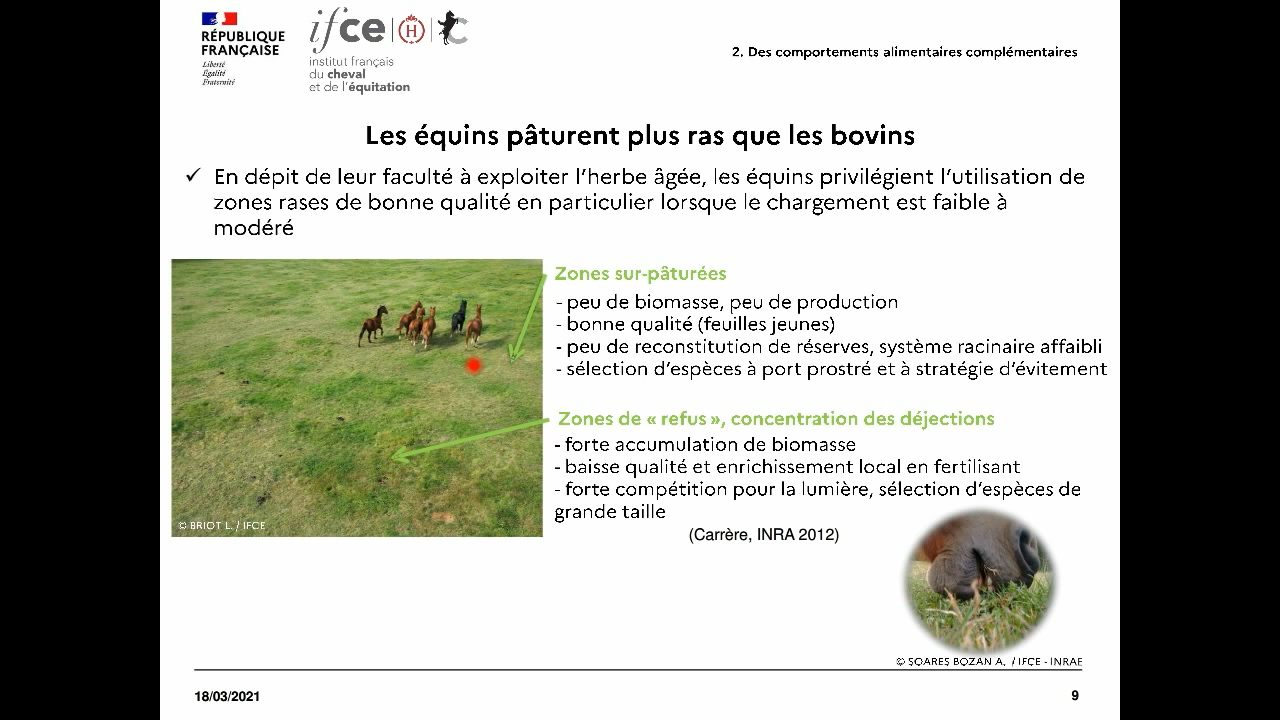 RÉPUBLIQUE
FRANÇAISE
Liberté
Égalité
Fraternité
ifce
H
institut français
du cheval
et de l'équitation
2. Des comportements alimentaires complémentaires
Les équins pâturent plus ras que les bovins
✓ En dépit de leur faculté à exploiter l'herbe âgée, les équins privilégient l'utilisation de
zones rases de bonne qualité en particulier lorsque le chargement est faible à
modéré
Zones sur-pâturées
- peu de biomasse, peu de production
- bonne qualité (feuilles jeunes)
- peu de reconstitution de réserves, système racinaire affaibli
- sélection d'espèces à port prostré et à stratégie d'évitement
Zones de « refus », concentration des déjections
- forte accumulation de biomasse
- baisse qualité et enrichissement local en fertilisant
- forte compétition pour la lumière, sélection d'espèces de
grande taille
(Carrère, INRA 2012)
© BRIOT L. / IFCE
© SOARES BOZAN A. / IFCE - INRAE
18/03/2021
9